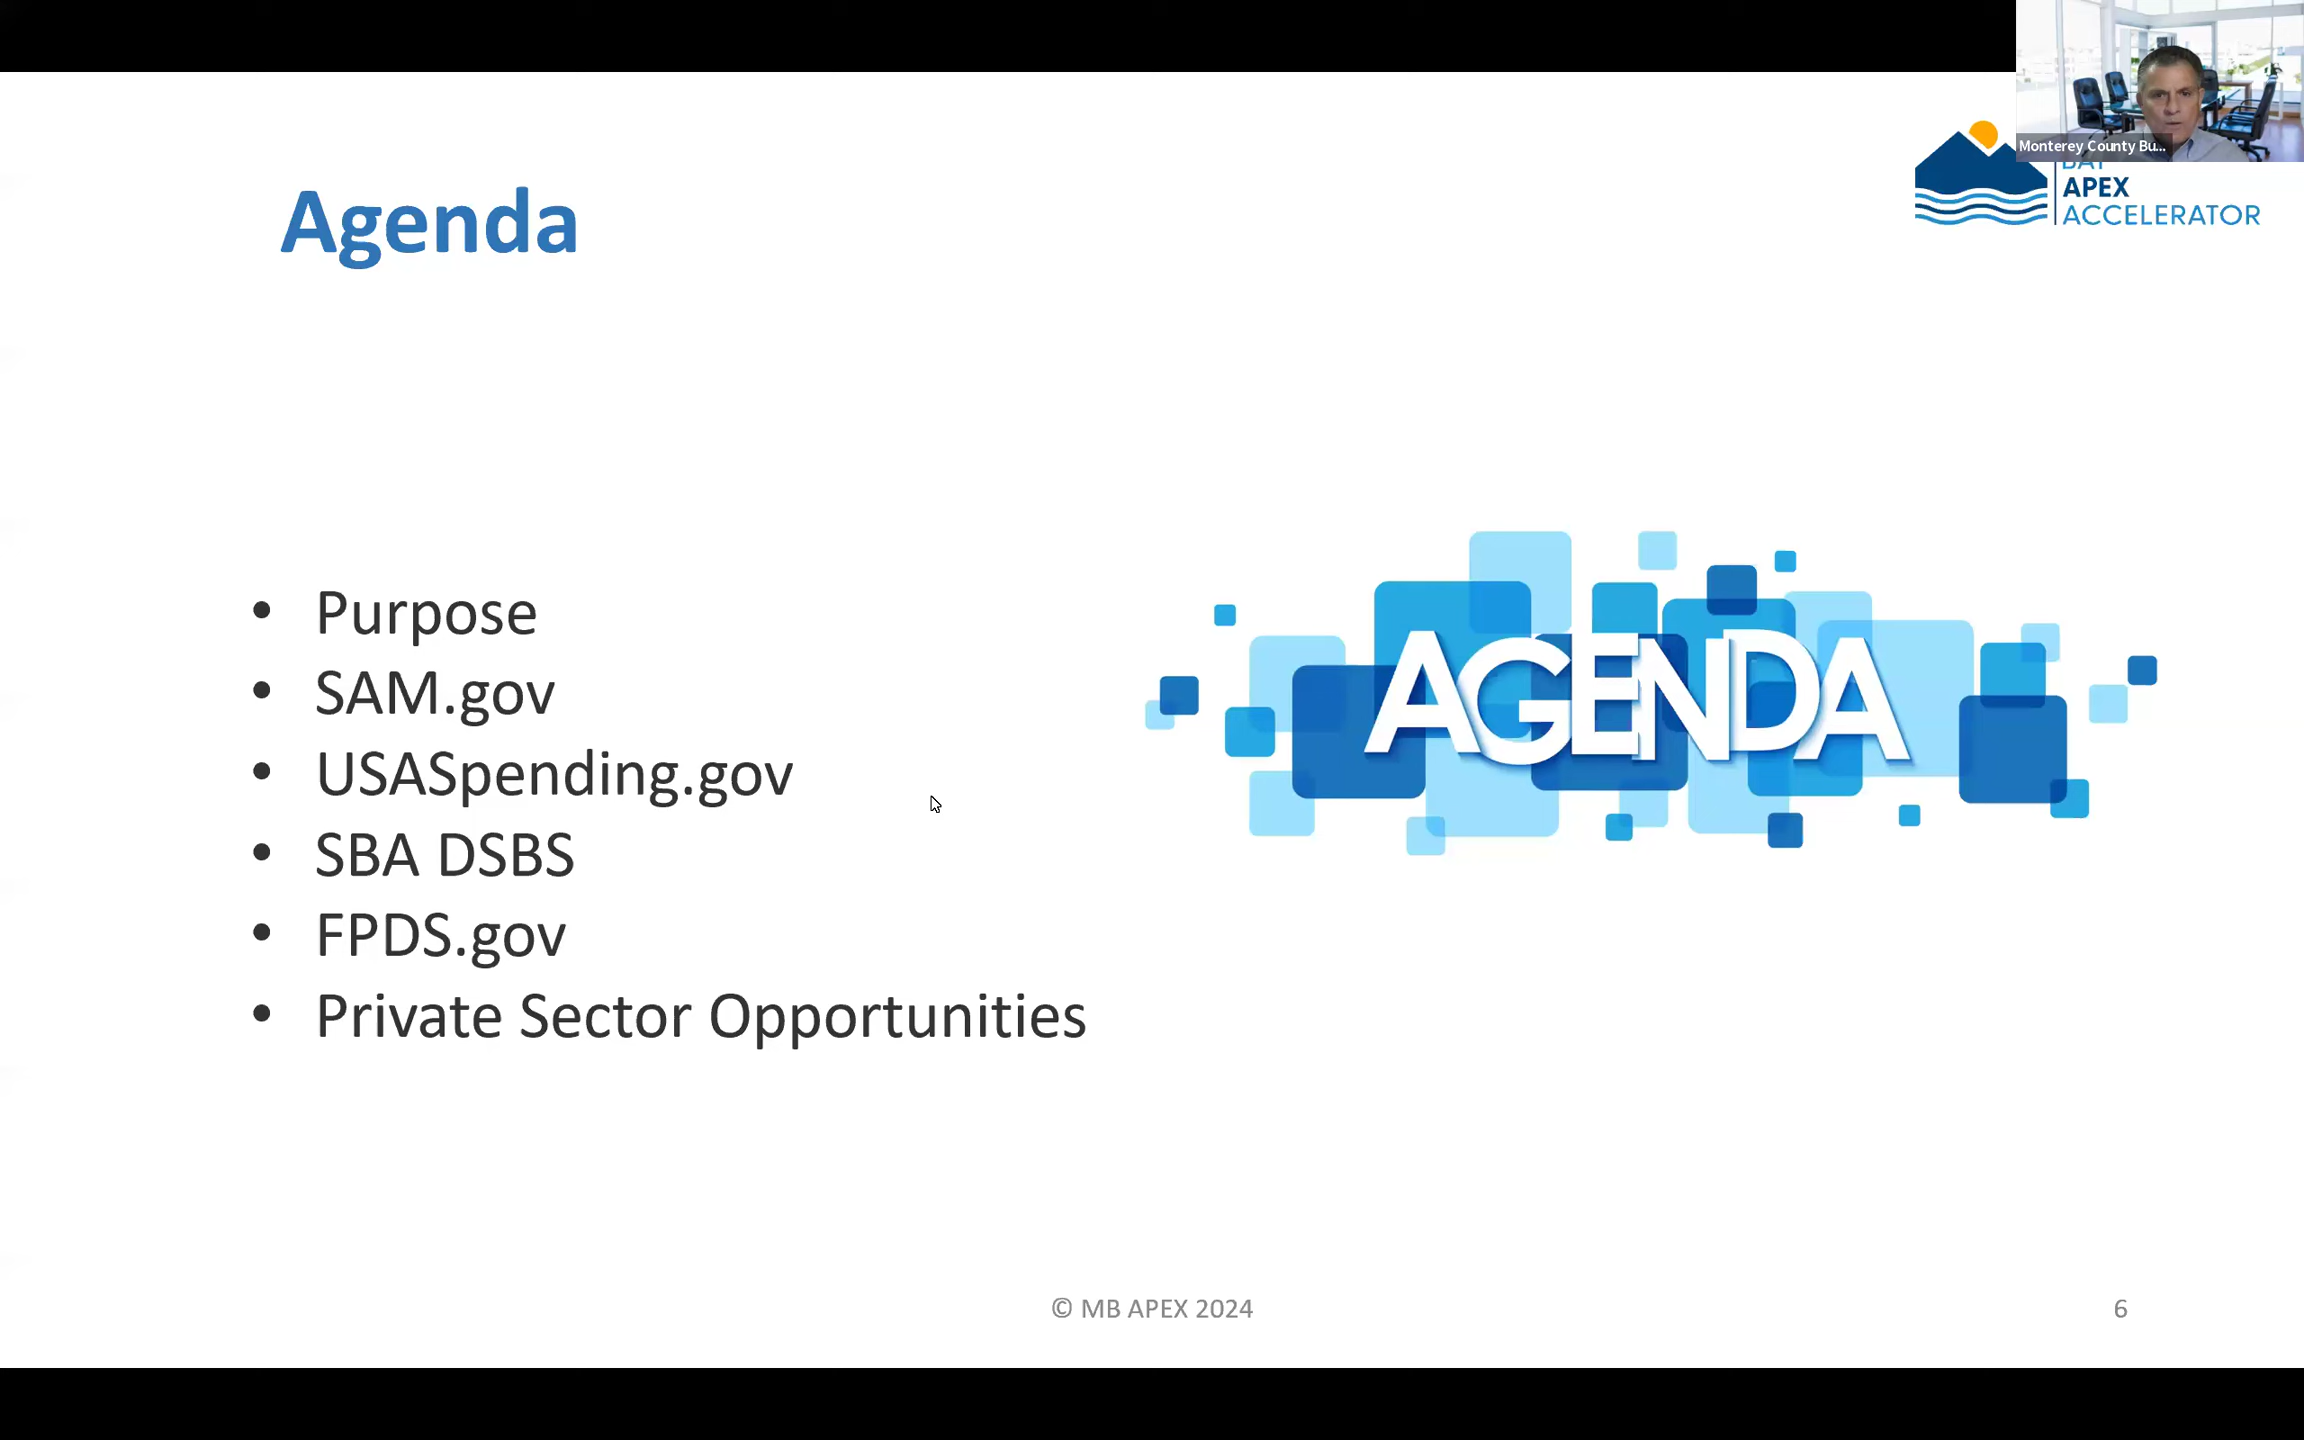 Monterey County Bu...
APEX
ACCELERATOR
Agenda
• Purpose
• SAM.gov
• USASpending.gov
• SBA DSBS
• FPDS.gov
• Private Sector Opportunities
AGENDA
© MB APEX 2024
6